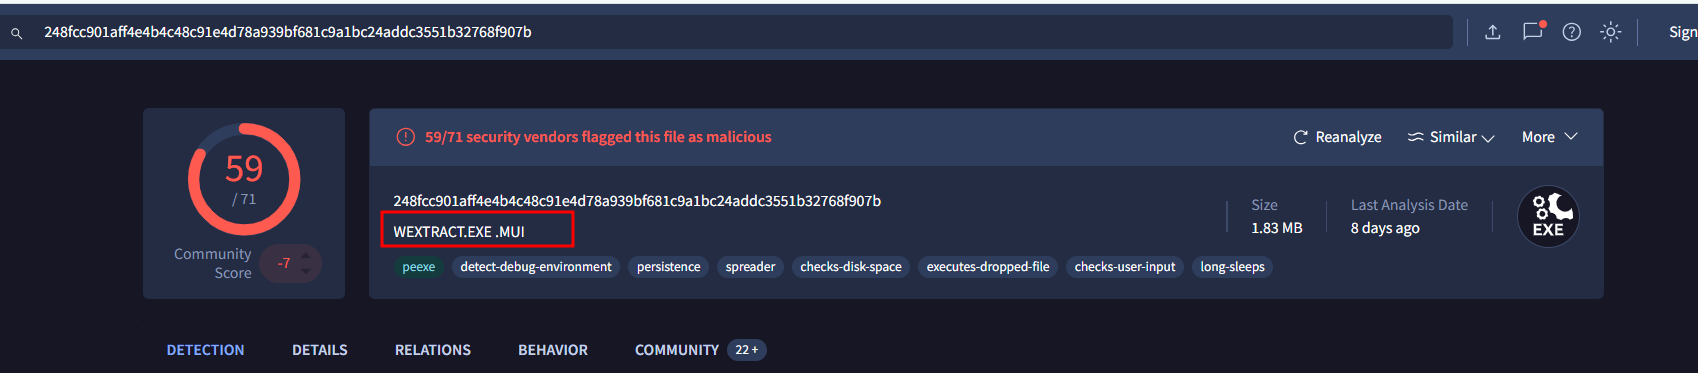 248fcc901aff4e4b4c48c91e4d78a939bf681c9a1bc24addc3551b32768f907b
Sign
59
/ 71
Community
Score
-7
59/71 security vendors flagged this file as malicious
Reanalyze
Similar
More
248fcc901aff4e4b4c48c91e4d78a939bf681c9a1bc24addc3551b32768f907b
WEXTRACT.EXE .MUI
Size
1.83 MB
Last Analysis Date
8 days ago
EXE
peexe detect-debug-environment persistence spreader checks-disk-space executes-dropped-file checks-user-input long-sleeps
DETECTION DETAILS RELATIONS BEHAVIOR COMMUNITY 22+